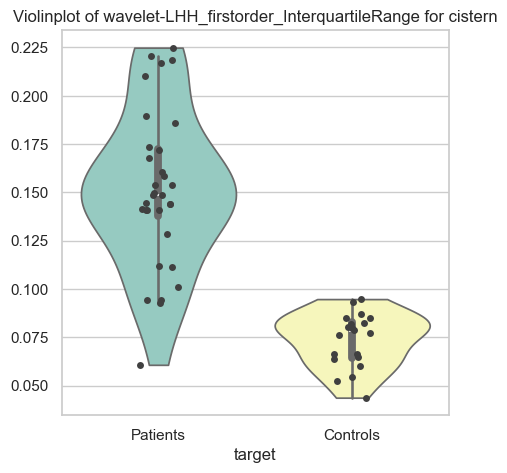 Violinplot of wavelet-LHH_firstorder_InterquartileRange for cistern
0.225
0.200
0.175
0.150
0.125
0.100
0.075
0.050
Patients Controls
target